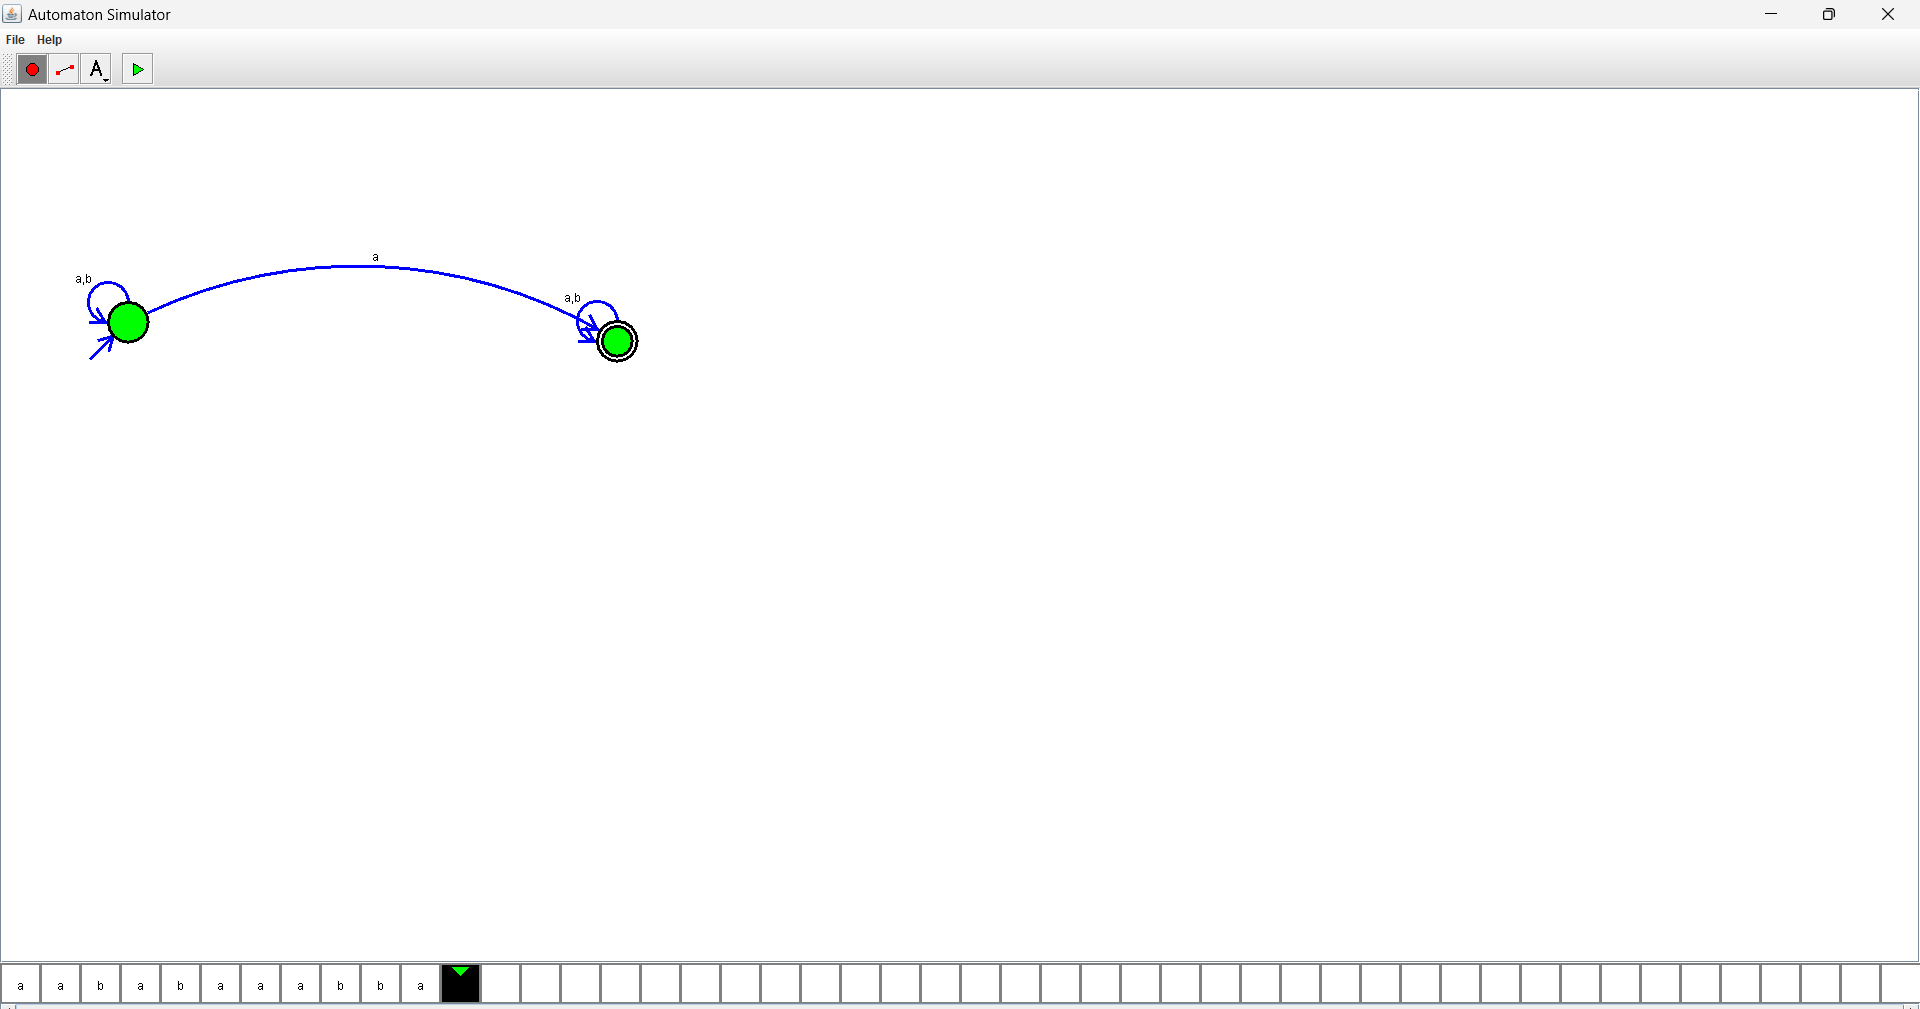 Automaton Simulator
File Help
A
a
a,b
a,b
a a b a b a a a b b a